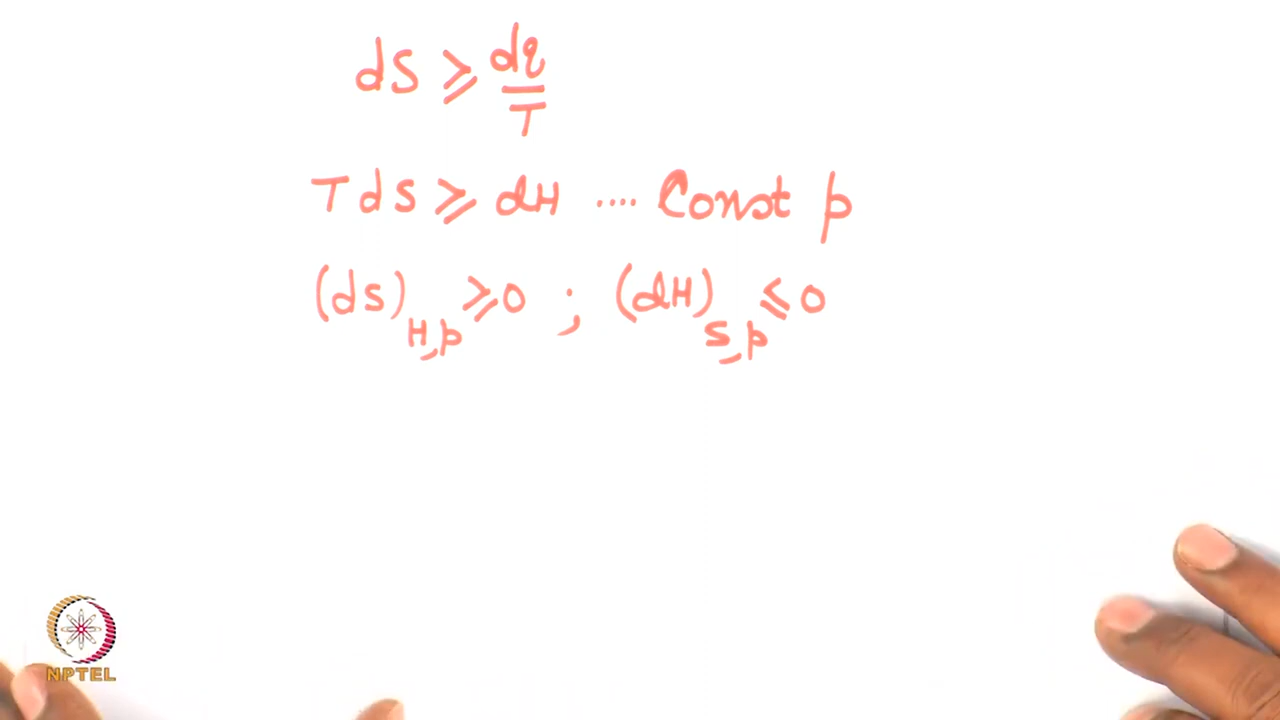 dS ≥ dq/T
TdS ≥ dH .... Const p
(dS)_{H,p} ≥ 0 ; (dH)_{S,p} ≤ 0
NPTEL